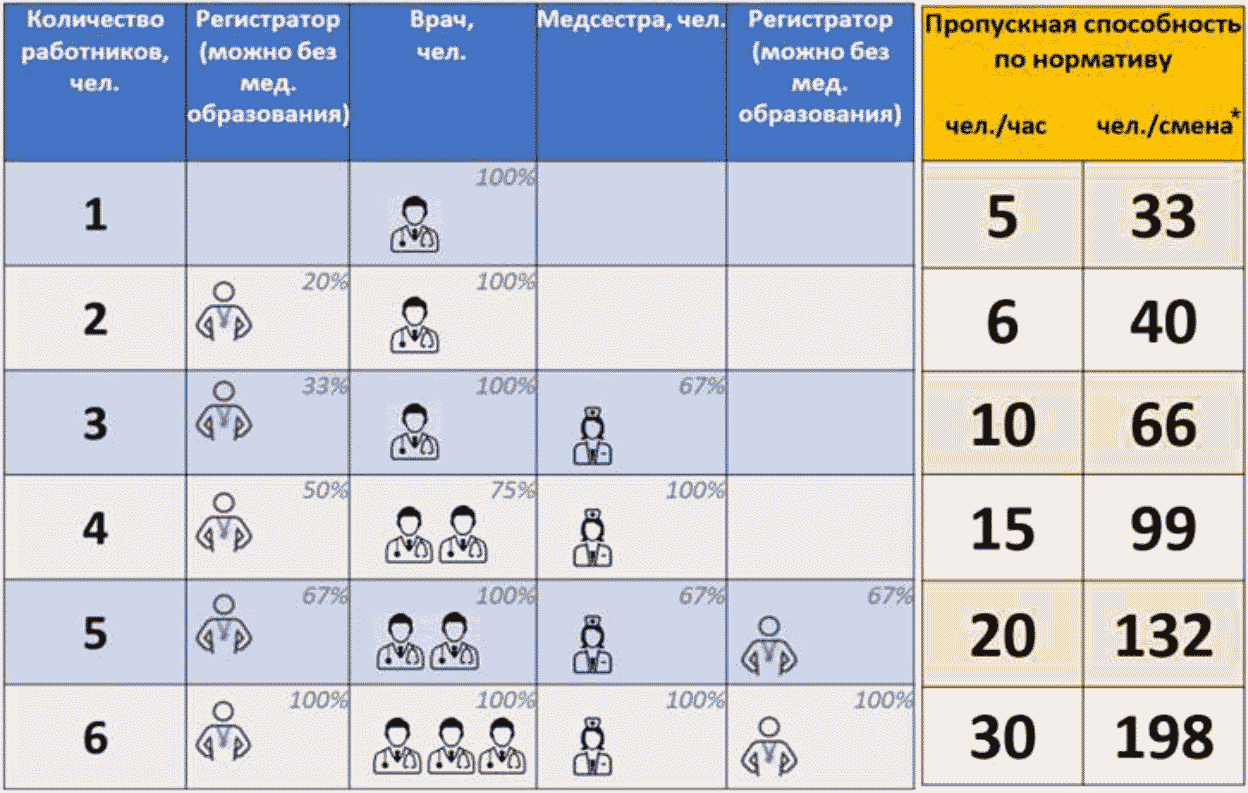 Количество
работников,
чел.
Регистратор
(можно без
мед.
образования)
Врач,
чел.
Медсестра, чел.
Регистратор
(можно без
мед.
образования)
Пропускная способность
по нормативу
чел./час чел./смена*
1 100% 5 33
2 20% 100% 6 40
3 33% 100% 67% 10 66
4 50% 75% 100% 15 99
5 67% 100% 67% 67% 20 132
6 100% 100% 100% 100% 30 198